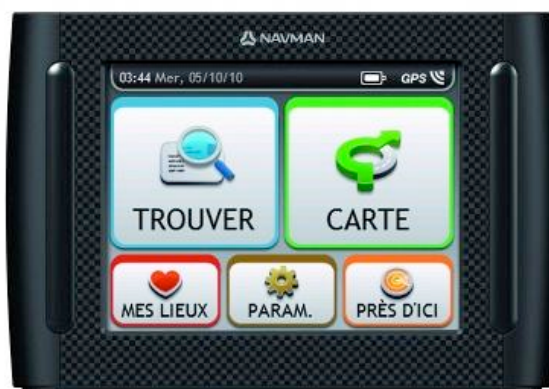 NAVMAN
03:44 Mer, 05/10/10
GPS
TROUVER
CARTE
MES LIEUX
PARAM.
PRÈS D'ICI